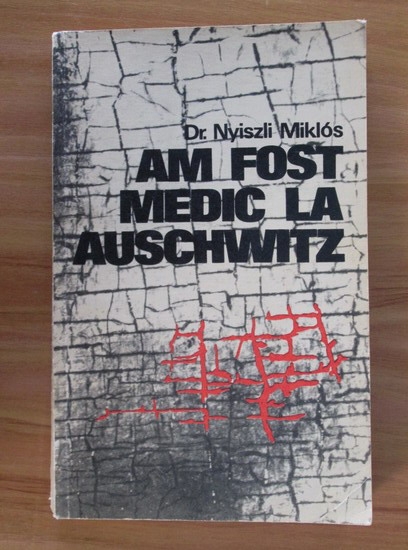 Dr. Nyiszli Miklós
AM FOST
MEDIC LA
AUSCHWITZ